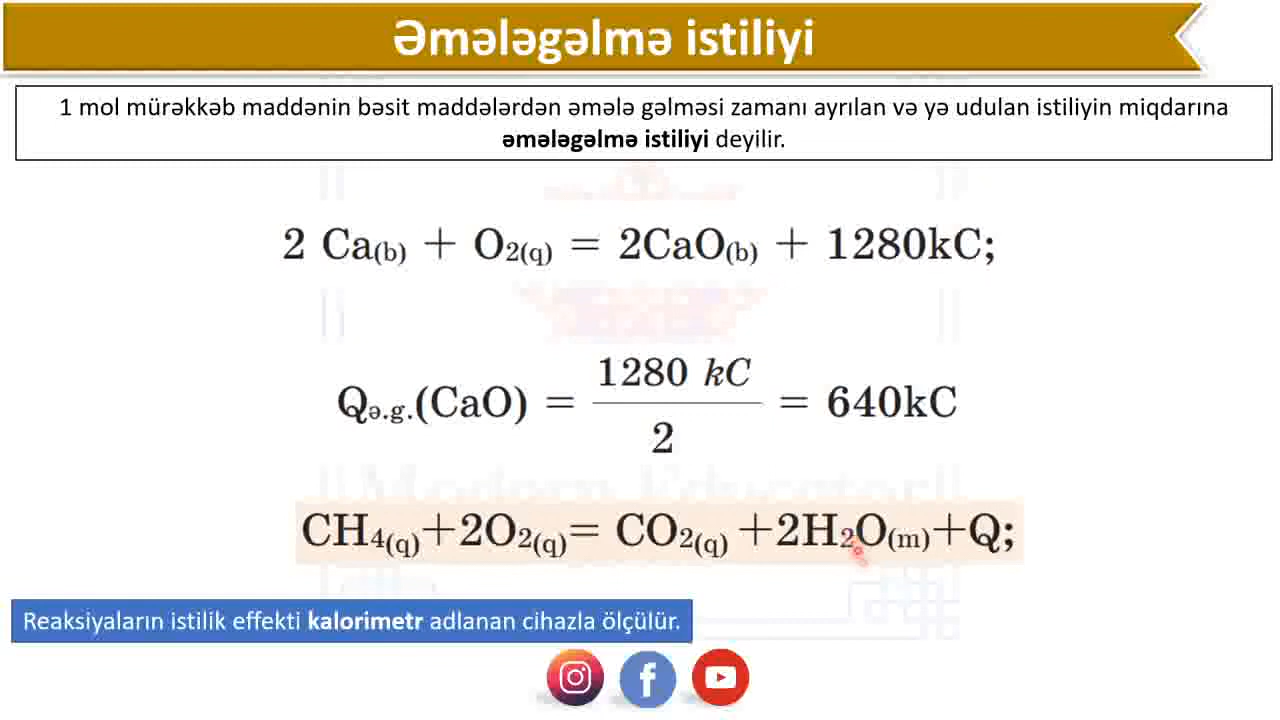 Əmələgəlmə istiliyi
1 mol mürəkkəb maddənin bəsit maddələrdən əmələ gəlməsi zamanı ayrılan və yə udulan istiliyin miqdarına
əmələgəlmə istiliyi deyilir.
2 Ca(b) + O2(q) = 2CaO(b) + 1280kC;
Qə.g.(CaO) = 1280 kC / 2 = 640kC
Modern Educator
CH4(q)+2O2(q)= CO2(q) +2H2O(m)+Q;
Reaksiyaların istilik effekti kalorimetr adlanan cihazla ölçülür.